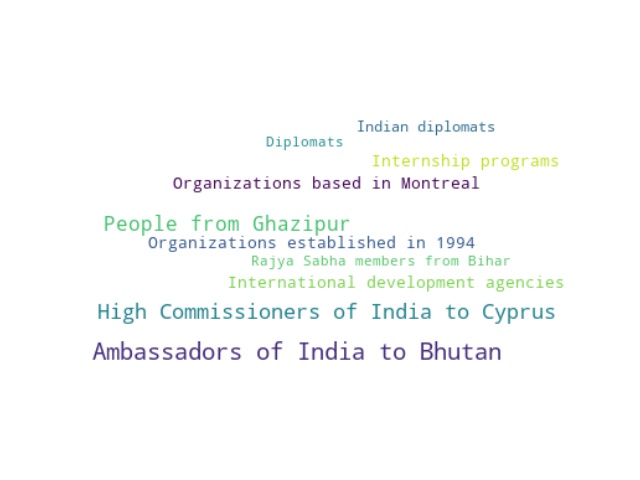 Indian diplomats
Diplomats
Internship programs
Organizations based in Montreal
People from Ghazipur
Organizations established in 1994
Rajya Sabha members from Bihar
International development agencies
High Commissioners of India to Cyprus
Ambassadors of India to Bhutan